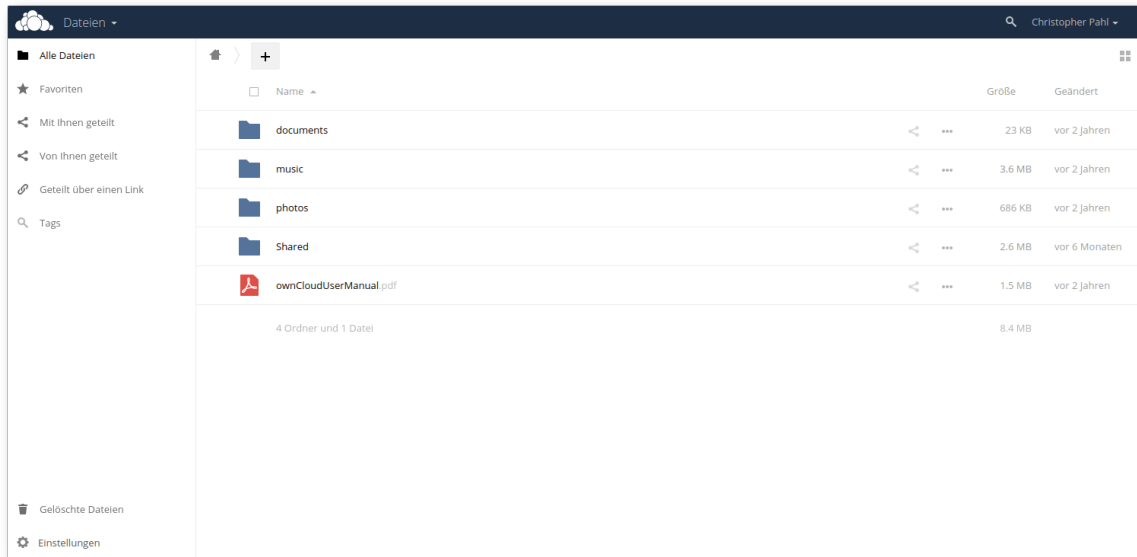 Dateien
Christopher Pahl
Alle Dateien
Favoriten
Mit Ihnen geteilt
Von Ihnen geteilt
Geteilt über einen Link
Tags
Gelöschte Dateien
Einstellungen
Name Größe Geändert
documents 23 KB vor 2 Jahren
music 3.6 MB vor 2 Jahren
photos 686 KB vor 2 Jahren
Shared 2.6 MB vor 6 Monaten
ownCloudUserManual.pdf 1.5 MB vor 2 Jahren
4 Ordner und 1 Datei 8.4 MB